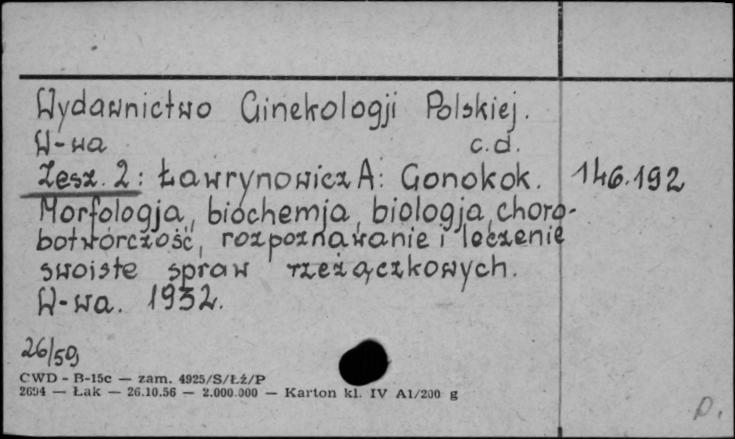 Wydawnictwo Ginekologji Polskiej.
W-wa c.d.
Zesz. 2: Ławrynowicz A: Gonokok. 146.192
Morfologja, biochemja, biologja, choro-
botwórczość, rozpoznawanie i leczenie
swoiste spraw rzeżączkowych.
W-wa. 1932.
26/59
CWD - B-15c — zam. 4925/S/Łż/P
2694 — Łak — 26.10.56 — 2.000.000 — Karton kl. IV A1/200 g
D.